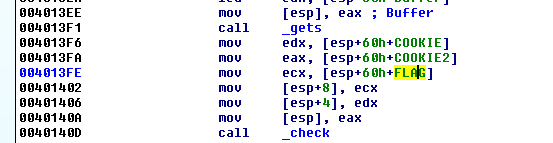 004013EE mov [esp], eax ; Buffer
004013F1 call _gets
004013F6 mov edx, [esp+60h+COOKIE]
004013FA mov eax, [esp+60h+COOKIE2]
004013FE mov ecx, [esp+60h+FLAG]
00401402 mov [esp+8], ecx
00401406 mov [esp+4], edx
0040140A mov [esp], eax
0040140D call _check